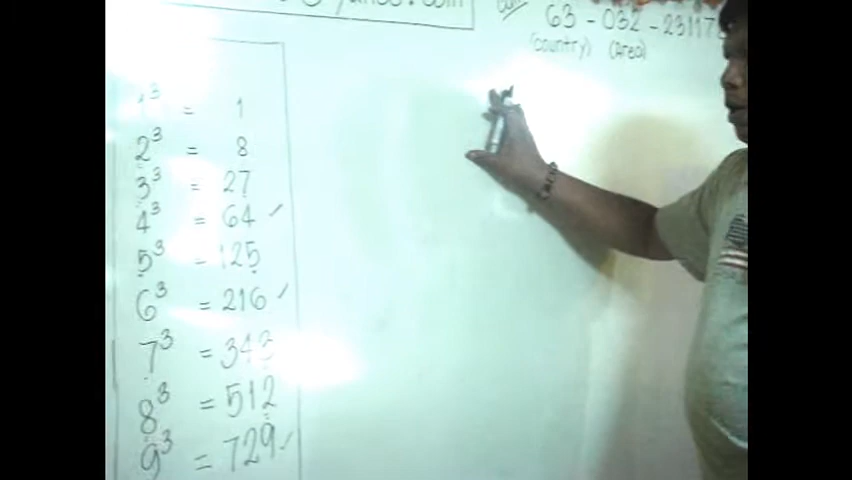 63 - 032 - 23117
(Country) (Area)
1³ = 1
2³ = 8
3³ = 27
4³ = 64 ✓
5³ = 125
6³ = 216 ✓
7³ = 343
8³ = 512
9³ = 729 ✓